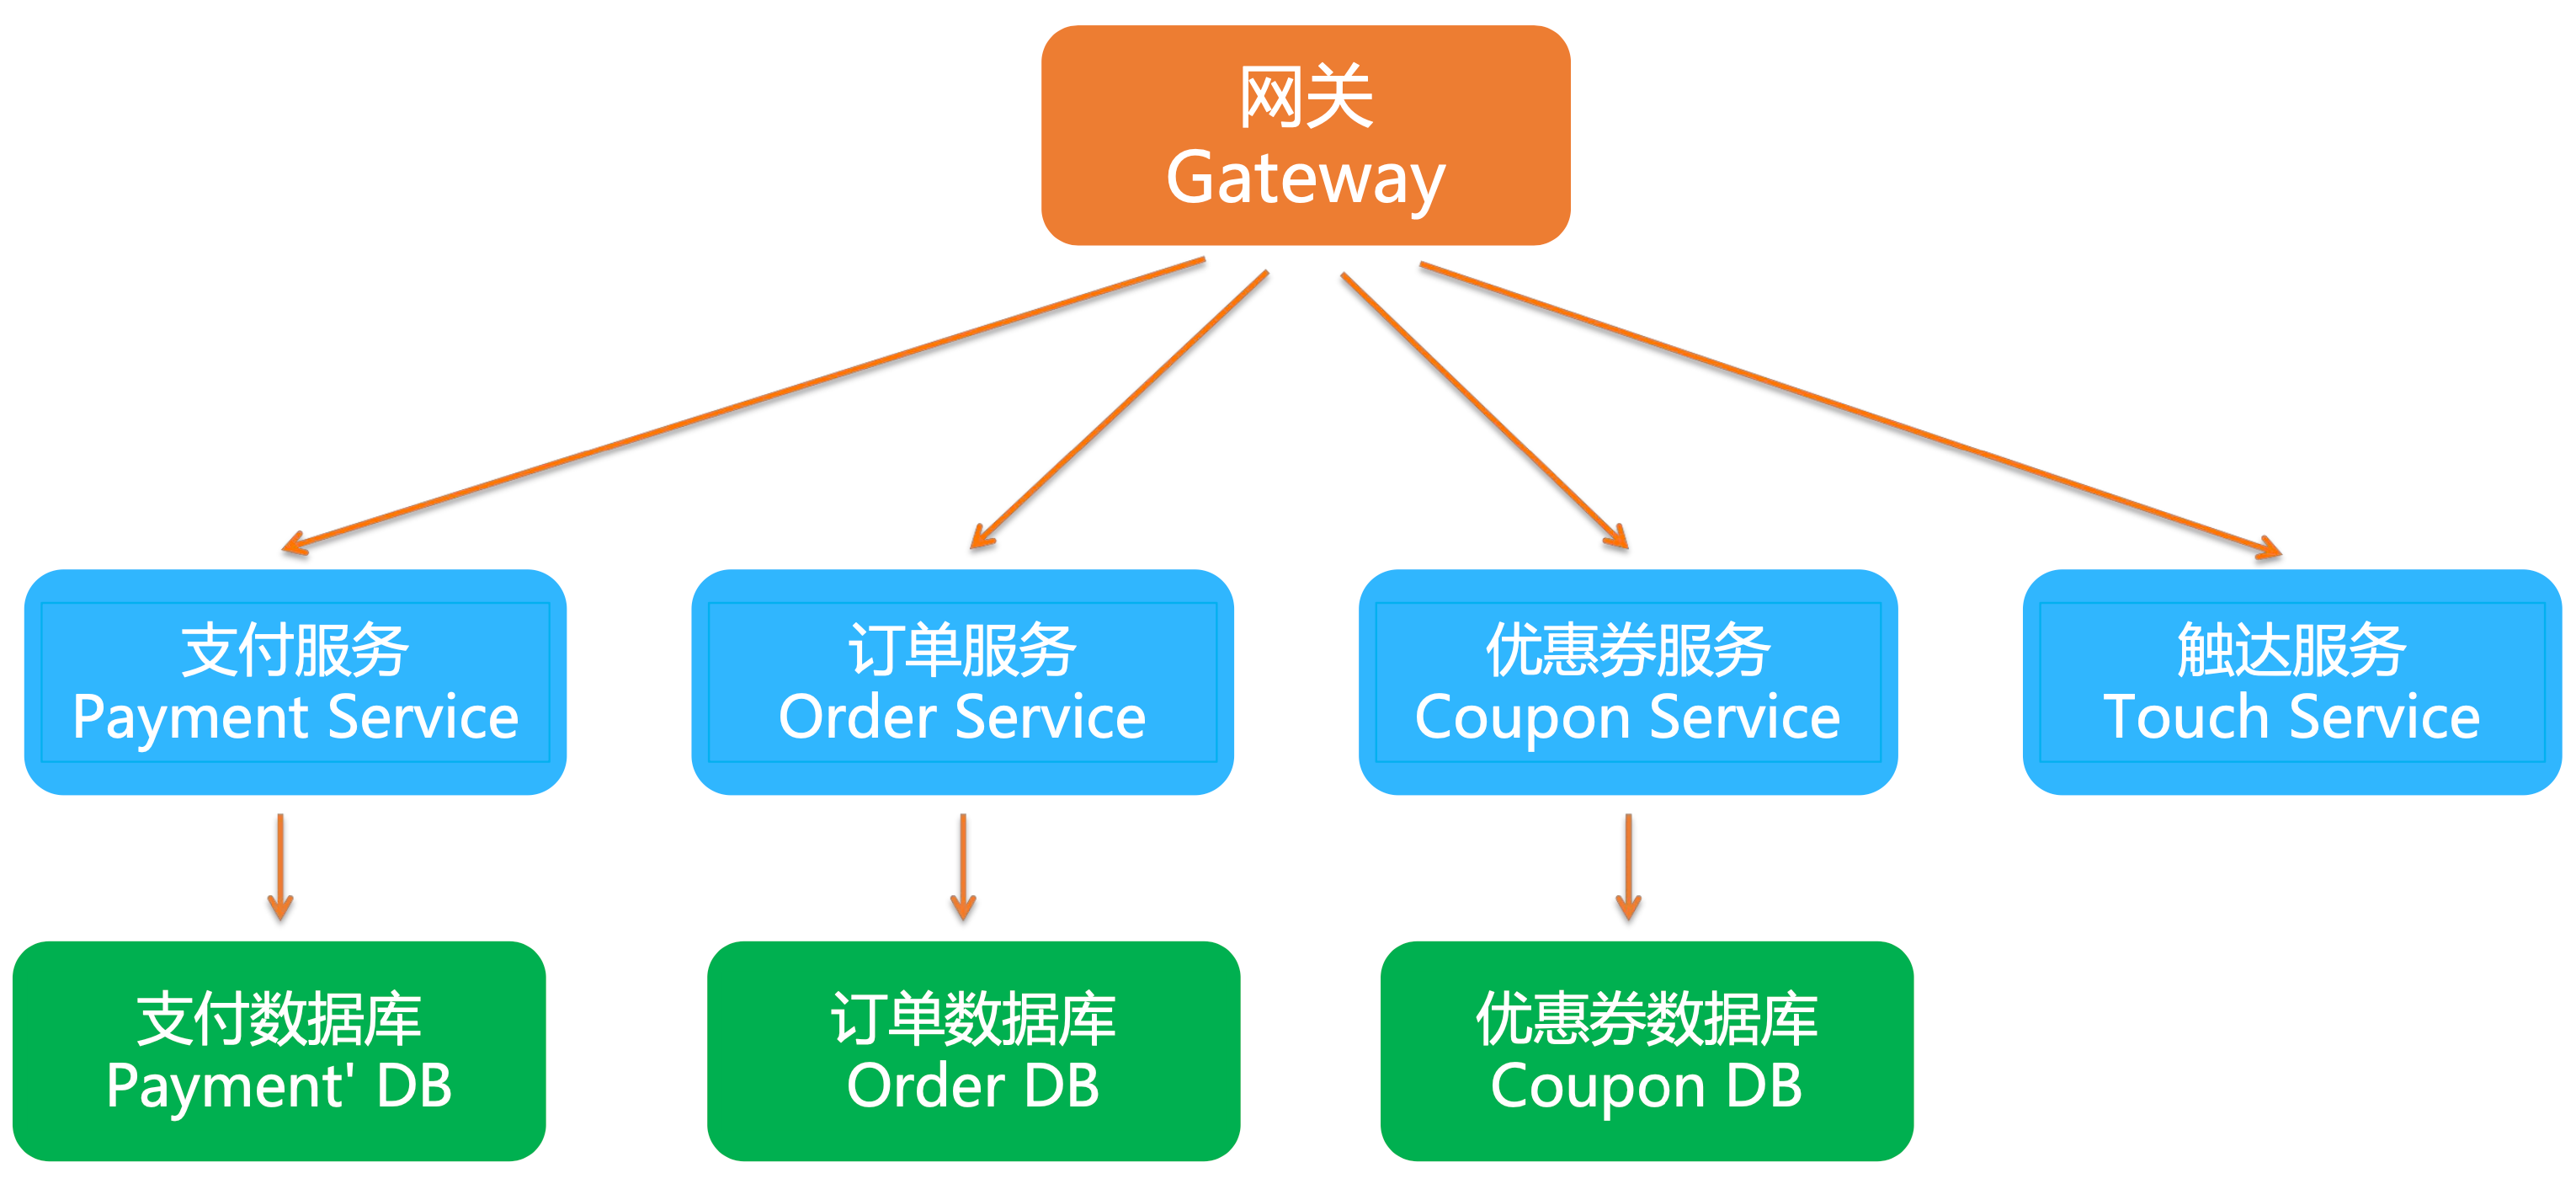 网关
Gateway
支付服务
Payment Service
订单服务
Order Service
优惠券服务
Coupon Service
触达服务
Touch Service
支付数据库
Payment' DB
订单数据库
Order DB
优惠券数据库
Coupon DB